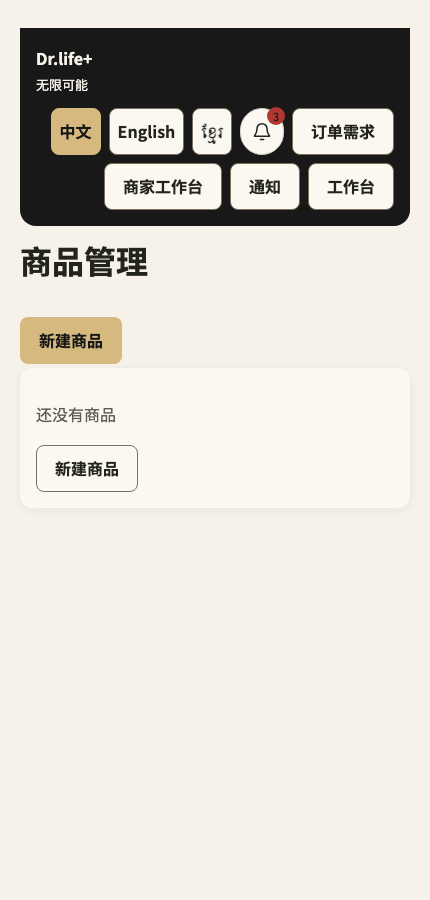 Dr.life+
无限可能
中文 English ខ្មែរ 3 订单需求
商家工作台 通知 工作台
商品管理
新建商品
还没有商品
新建商品